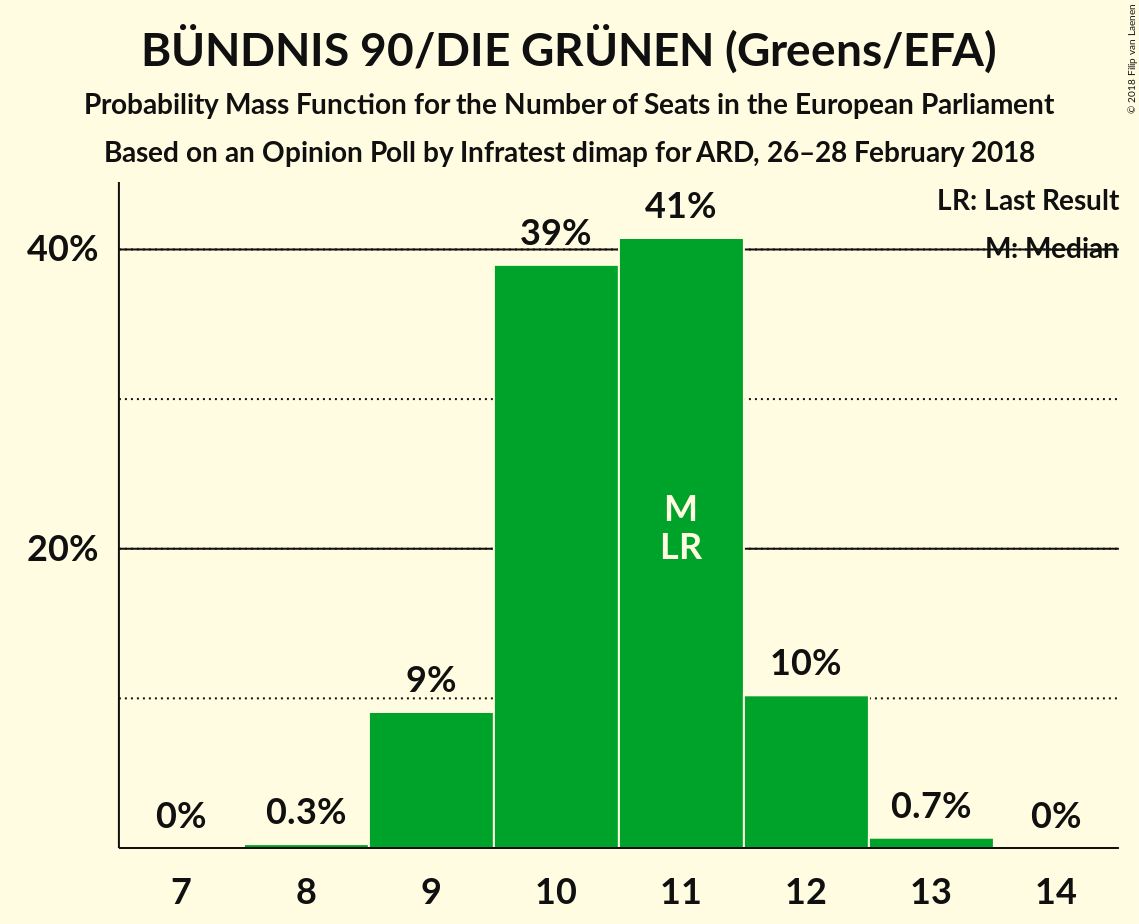 BÜNDNIS 90/DIE GRÜNEN (Greens/EFA)
Probability Mass Function for the Number of Seats in the European Parliament
Based on an Opinion Poll by Infratest dimap for ARD, 26–28 February 2018
© 2018 Filip van Laenen
LR: Last Result
M: Median
40%
20%
0%
0.3%
9%
39%
41%
10%
0.7%
0%
M
LR
7 8 9 10 11 12 13 14